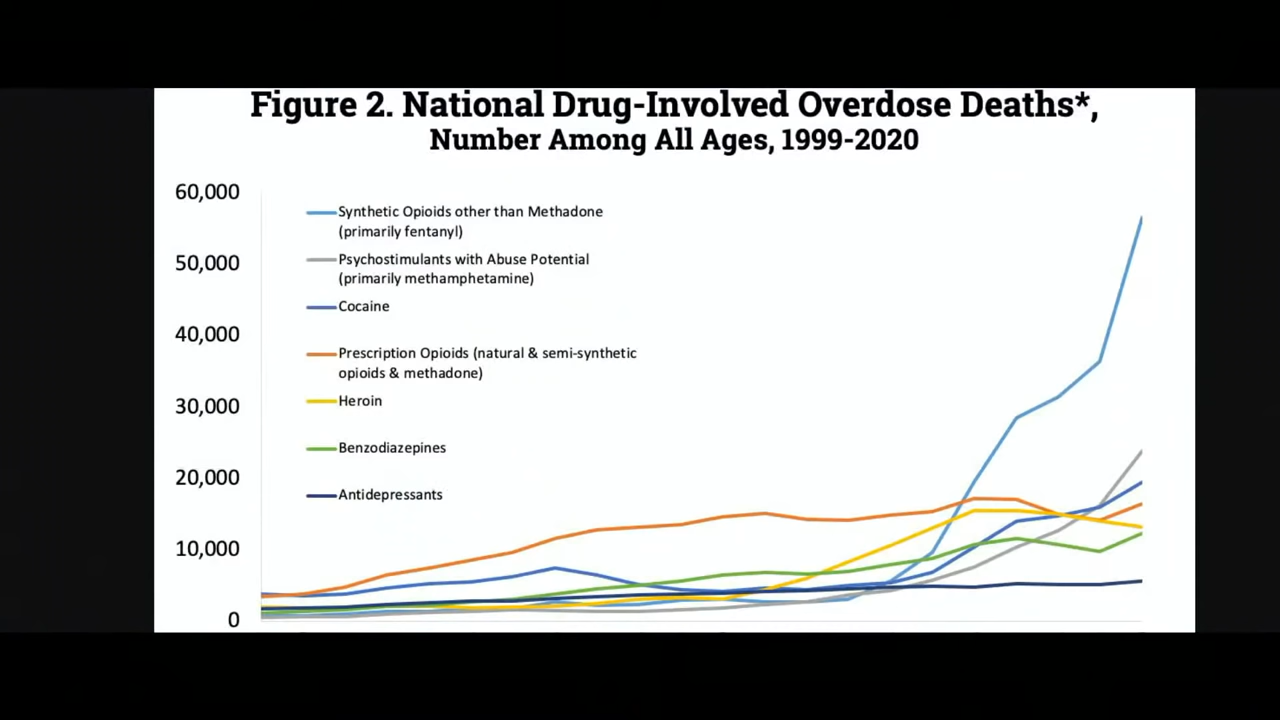 Figure 2. National Drug-Involved Overdose Deaths*,
Number Among All Ages, 1999-2020
60,000
50,000
40,000
30,000
20,000
10,000
0
Synthetic Opioids other than Methadone
(primarily fentanyl)
Psychostimulants with Abuse Potential
(primarily methamphetamine)
Cocaine
Prescription Opioids (natural & semi-synthetic
opioids & methadone)
Heroin
Benzodiazepines
Antidepressants